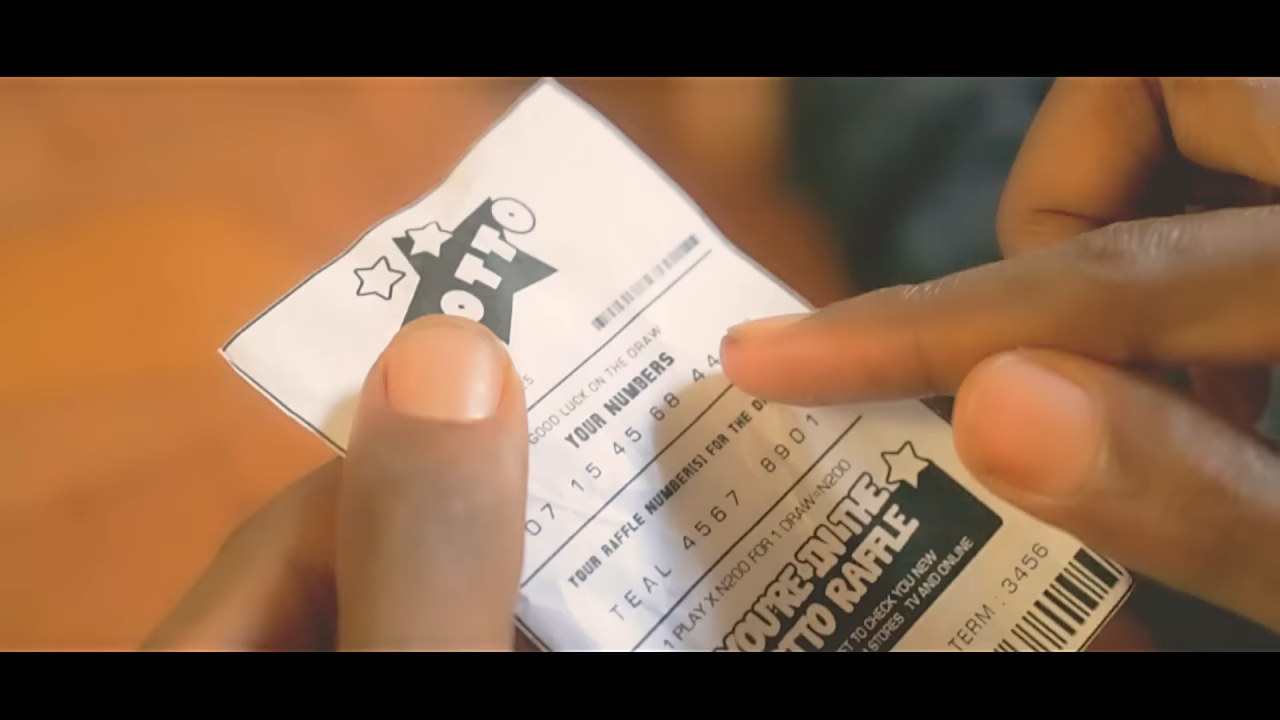 OTTO
GOOD LUCK ON THE DRAW
YOUR NUMBERS
07 15 45 68 44
YOUR RAFFLE NUMBER(S) FOR THE
TEAL 4567 8901
1 PLAY X N200 FOR 1 DRAW=N200
YOU'RE IN THE
TTO RAFFLE
TO CHECK YOU NEW
STORES TV AND ONLINE
TERM : 3456